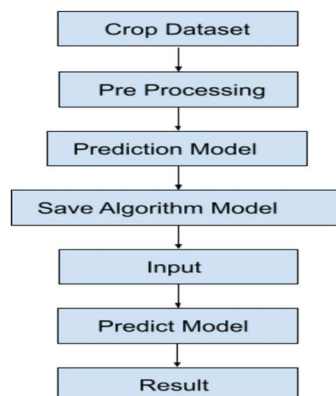 Crop Dataset
Pre Processing
Prediction Model
Save Algorithm Model
Input
Predict Model
Result